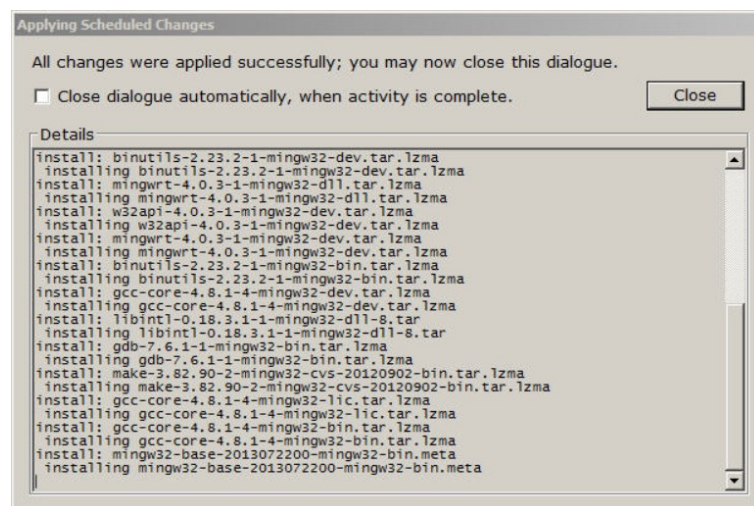 Applying Scheduled Changes
All changes were applied successfully; you may now close this dialogue.
Close dialogue automatically, when activity is complete.
Close
Details
install: binutils-2.23.2-1-mingw32-dev.tar.lzma
installing binutils-2.23.2-1-mingw32-dev.tar.lzma
install: mingwrt-4.0.3-1-mingw32-dll.tar.lzma
installing mingwrt-4.0.3-1-mingw32-dll.tar.lzma
install: w32api-4.0.3-1-mingw32-dev.tar.lzma
installing w32api-4.0.3-1-mingw32-dev.tar.lzma
install: mingwrt-4.0.3-1-mingw32-dev.tar.lzma
installing mingwrt-4.0.3-1-mingw32-dev.tar.lzma
install: binutils-2.23.2-1-mingw32-bin.tar.lzma
installing binutils-2.23.2-1-mingw32-bin.tar.lzma
install: gcc-core-4.8.1-4-mingw32-dev.tar.lzma
installing gcc-core-4.8.1-4-mingw32-dev.tar.lzma
install: libintl-0.18.3.1-1-mingw32-dll-8.tar
installing libintl-0.18.3.1-1-mingw32-dll-8.tar
install: gdb-7.6.1-1-mingw32-bin.tar.lzma
installing gdb-7.6.1-1-mingw32-bin.tar.lzma
install: make-3.82.90-2-mingw32-cvs-20120902-bin.tar.lzma
installing make-3.82.90-2-mingw32-cvs-20120902-bin.tar.lzma
install: gcc-core-4.8.1-4-mingw32-lic.tar.lzma
installing gcc-core-4.8.1-4-mingw32-lic.tar.lzma
install: gcc-core-4.8.1-4-mingw32-bin.tar.lzma
installing gcc-core-4.8.1-4-mingw32-bin.tar.lzma
install: mingw32-base-2013072200-mingw32-bin.meta
installing mingw32-base-2013072200-mingw32-bin.meta